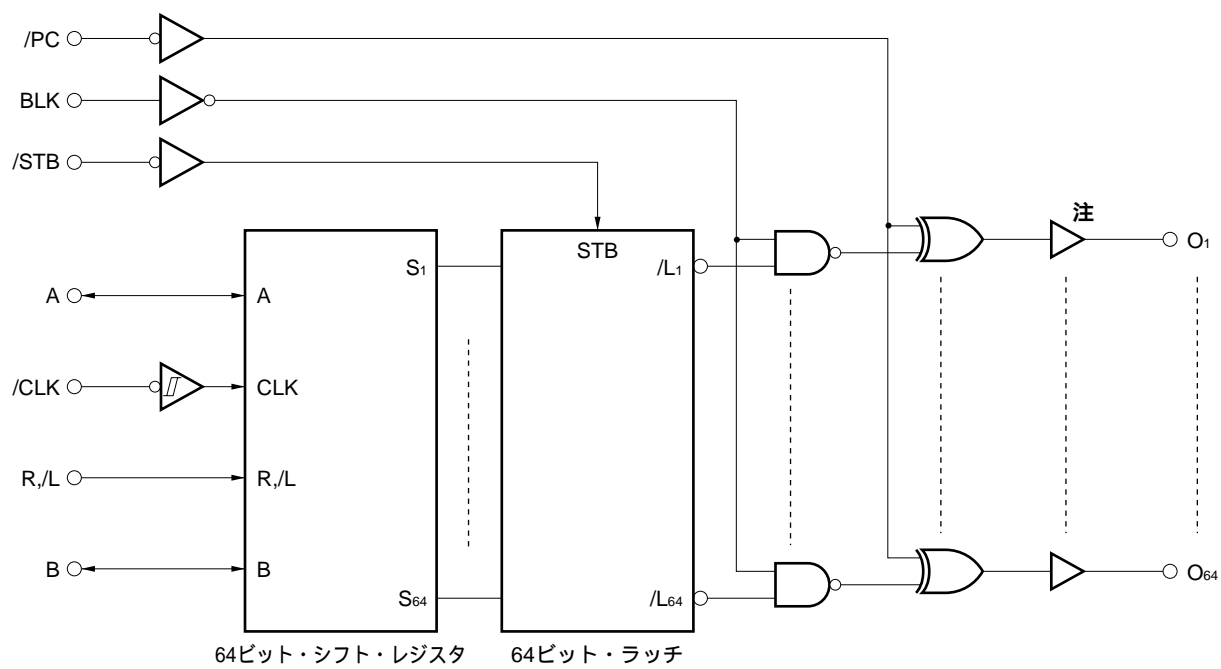 /PC
BLK
/STB
注
STB
S1
/L1
O1
A
A
/CLK
CLK
R,/L
R,/L
B
B
S64
/L64
O64
64ビット・シフト・レジスタ
64ビット・ラッチ